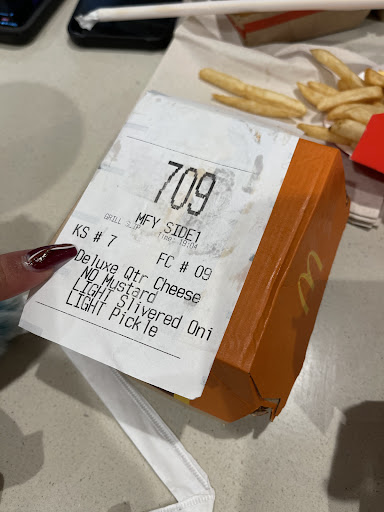 709
MFY SIDE1
KS # 7 FC # 09
Deluxe Qtr Cheese
NO Mustard
LIGHT Slivered Oni
LIGHT Pickle